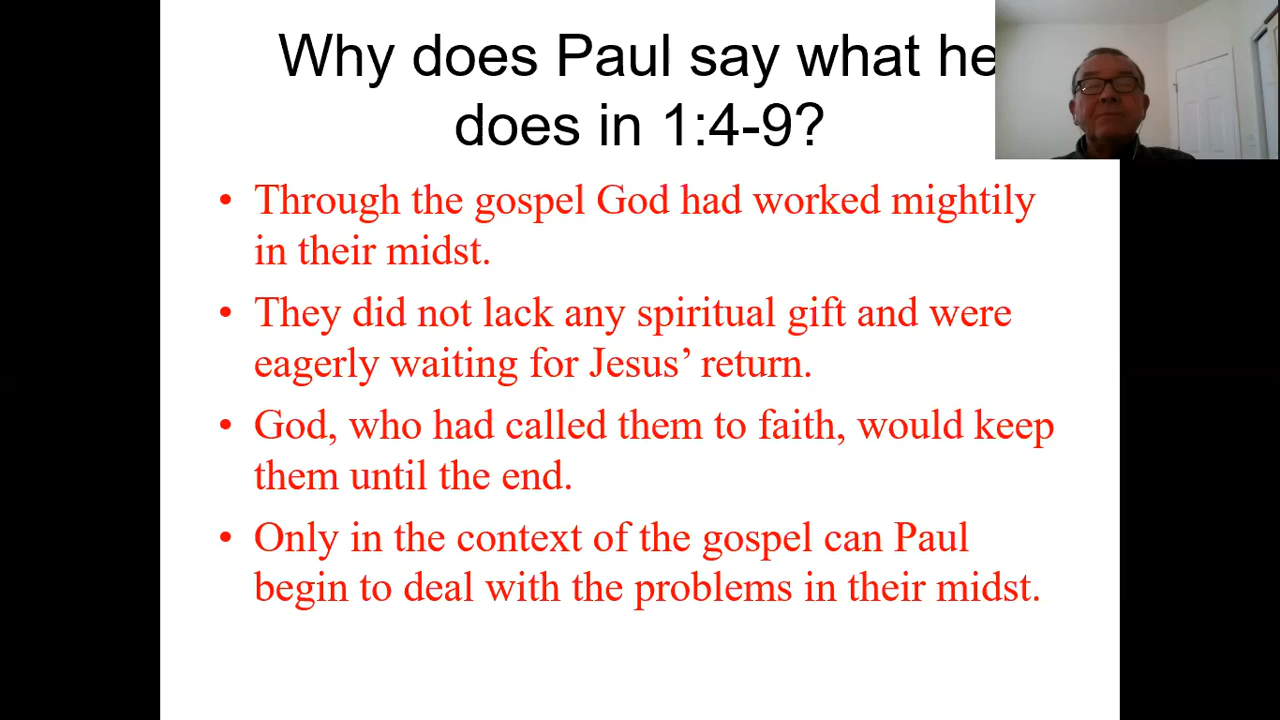 Why does Paul say what he
does in 1:4-9?
• Through the gospel God had worked mightily
in their midst.
• They did not lack any spiritual gift and were
eagerly waiting for Jesus’ return.
• God, who had called them to faith, would keep
them until the end.
• Only in the context of the gospel can Paul
begin to deal with the problems in their midst.